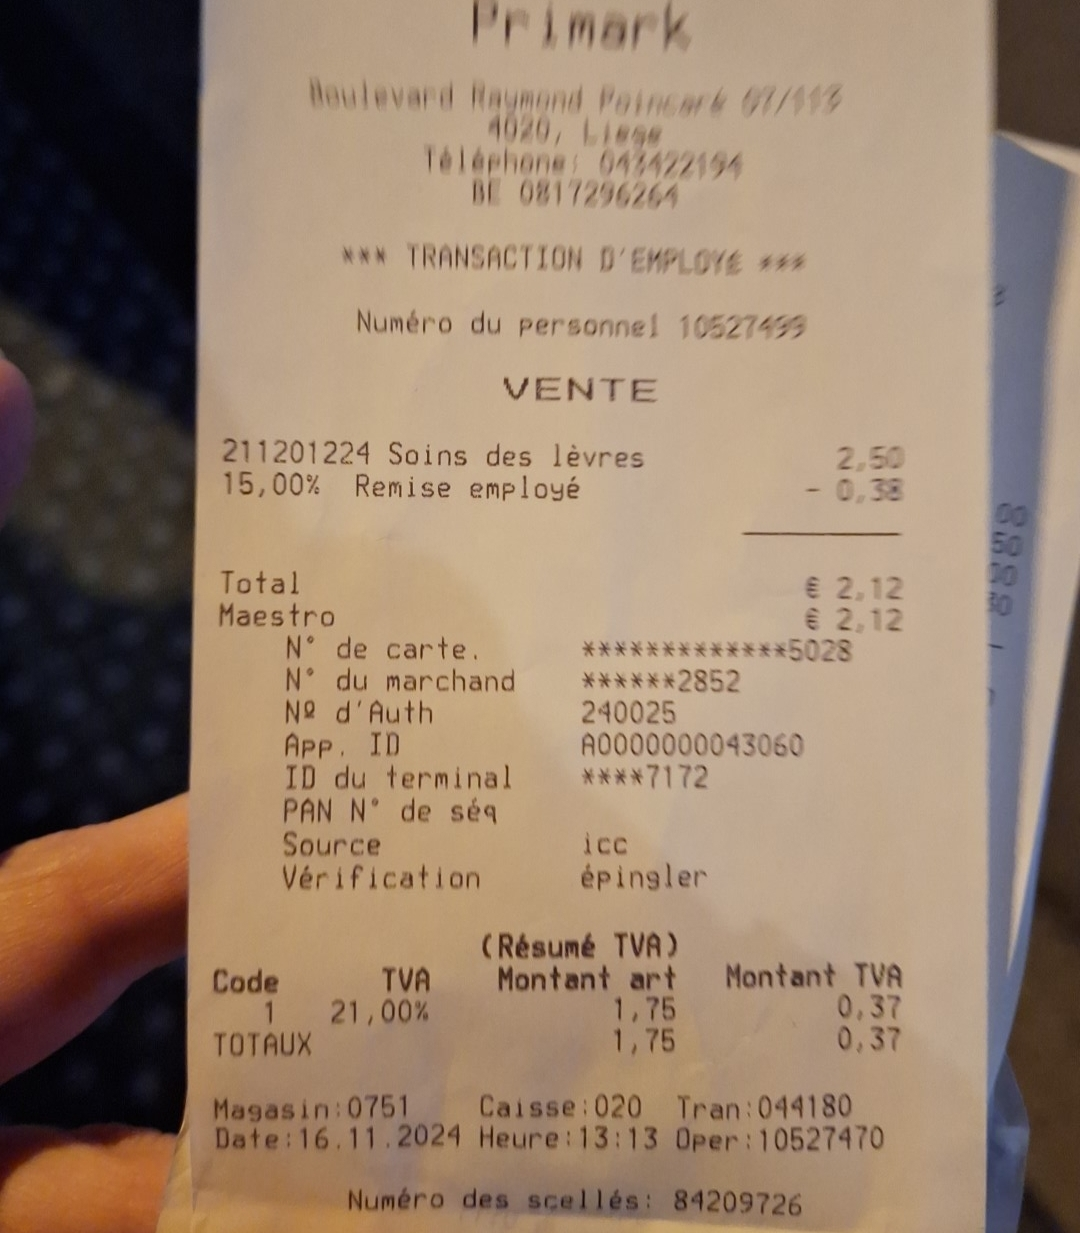 Primark
Boulevard Raymond Poincaré 07/113
4020, Liege
Téléphone: 043422194
BE 0817296264
*** TRANSACTION D'EMPLOYÉ ***
Numéro du personnel 10527499
VENTE
211201224 Soins des lèvres 2,50
15,00% Remise employé - 0,38
Total € 2,12
Maestro € 2,12
N° de carte. *************5028
N° du marchand ******2852
Nº d'Auth 240025
App. ID A0000000043060
ID du terminal ****7172
PAN N° de séq
Source icc
Vérification épingler
(Résumé TVA)
Code TVA Montant art Montant TVA
1 21,00% 1,75 0,37
TOTAUX 1,75 0,37
Magasin:0751 Caisse:020 Tran:044180
Date:16.11.2024 Heure:13:13 Oper:10527470
Numéro des scellés: 84209726